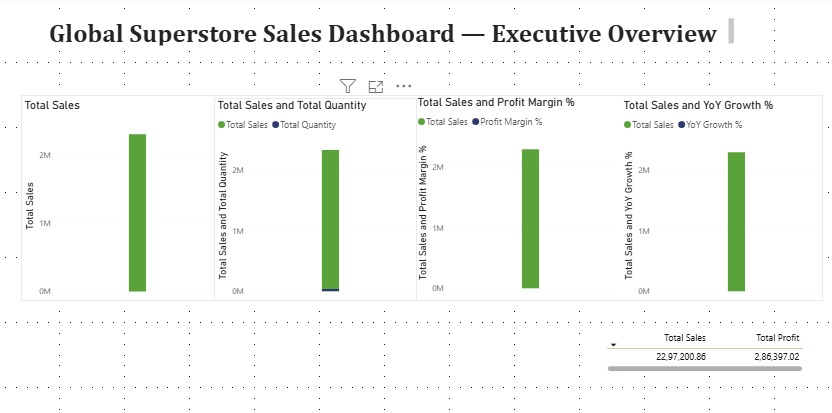 Global Superstore Sales Dashboard — Executive Overview
Total Sales
Total Sales
2M
1M
0M
Total Sales and Total Quantity
Total Sales Total Quantity
Total Sales and Total Quantity
2M
1M
0M
Total Sales and Profit Margin %
Total Sales Profit Margin %
Total Sales and Profit Margin %
2M
1M
0M
Total Sales and YoY Growth %
Total Sales YoY Growth %
Total Sales and YoY Growth %
2M
1M
0M
Total Sales Total Profit
22,97,200.86 2,86,397.02